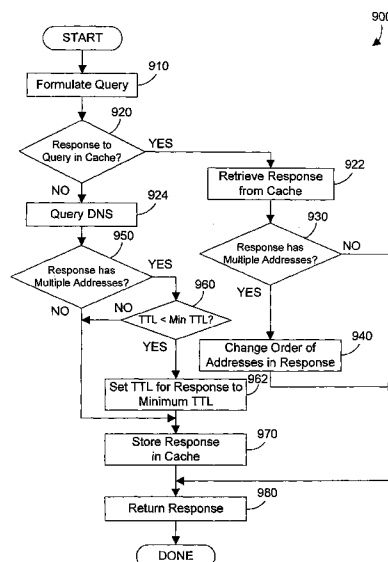 900
START
910
Formulate Query
920
Response to
Query in Cache?
YES
NO
922
Retrieve Response
from Cache
924
Query DNS
930
Response has
Multiple Addresses?
NO
YES
950
Response has
Multiple Addresses?
YES
NO
960
TTL < Min TTL?
NO
YES
940
Change Order of
Addresses in Response
962
Set TTL for Response to
Minimum TTL
970
Store Response
in Cache
980
Return Response
DONE